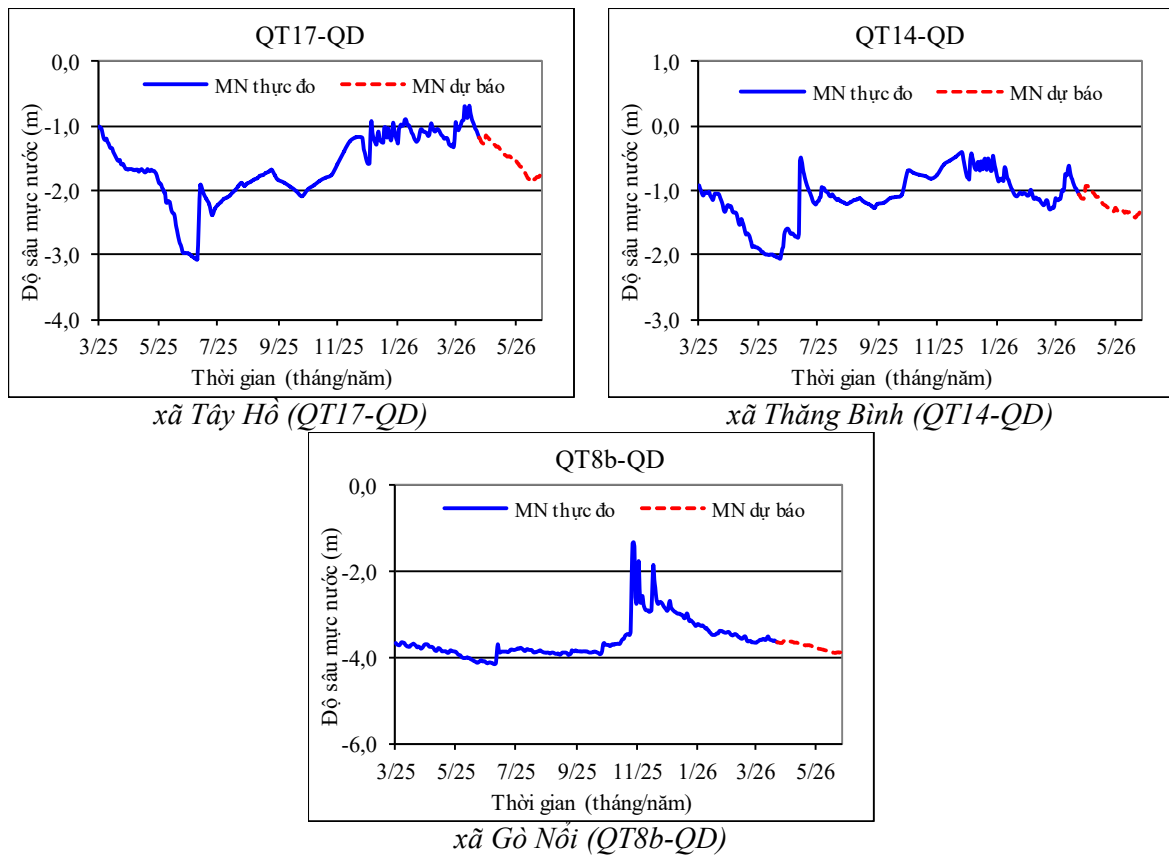 QT17-QD
MN thực đo
MN dự báo
0,0
-1,0
-2,0
-3,0
-4,0
Độ sâu mực nước (m)
3/25 5/25 7/25 9/25 11/25 1/26 3/26 5/26
Thời gian (tháng/năm)
xã Tây Hồ (QT17-QD)
QT14-QD
MN thực đo
MN dự báo
1,0
0,0
-1,0
-2,0
-3,0
Độ sâu mực nước (m)
3/25 5/25 7/25 9/25 11/25 1/26 3/26 5/26
Thời gian (tháng/năm)
xã Thăng Bình (QT14-QD)
QT8b-QD
MN thực đo
MN dự báo
0,0
-2,0
-4,0
-6,0
Độ sâu mực nước (m)
3/25 5/25 7/25 9/25 11/25 1/26 3/26 5/26
Thời gian (tháng/năm)
xã Gò Nổi (QT8b-QD)